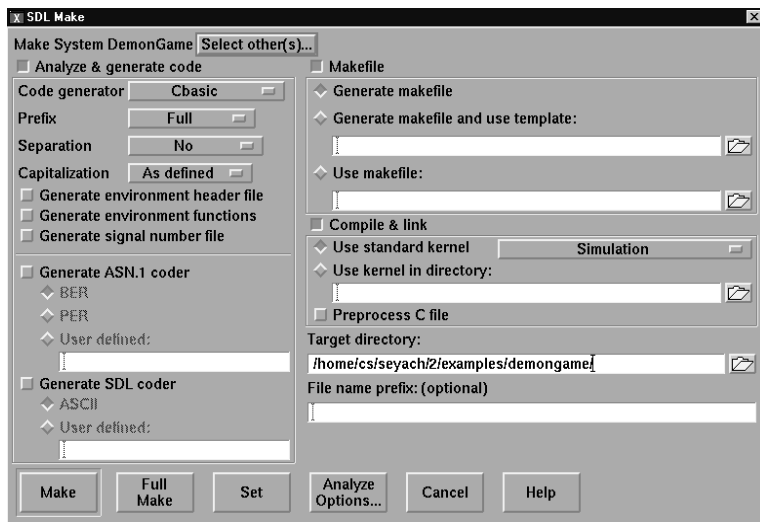 X SDL Make
Make System DemonGame Select other(s)...
Analyze & generate code
Code generator Cbasic
Prefix Full
Separation No
Capitalization As defined
Generate environment header file
Generate environment functions
Generate signal number file
Generate ASN.1 coder
BER
PER
User defined:
Generate SDL coder
ASCII
User defined:
Makefile
Generate makefile
Generate makefile and use template:
Use makefile:
Compile & link
Use standard kernel Simulation
Use kernel in directory:
Preprocess C file
Target directory:
/home/cs/seyach/2/examples/demongame/
File name prefix: (optional)
Make
Full
Make
Set
Analyze
Options...
Cancel
Help